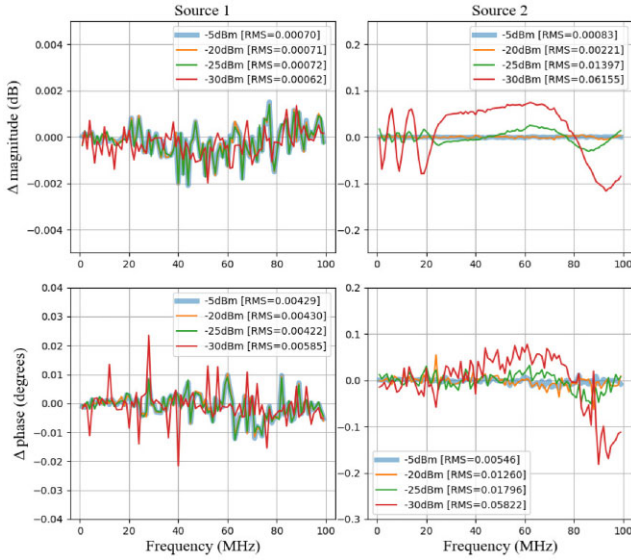 Source 1
Source 2
Δ magnitude (dB)
0.004
0.002
0.000
−0.002
−0.004
-5dBm [RMS=0.00070]
-20dBm [RMS=0.00071]
-25dBm [RMS=0.00072]
-30dBm [RMS=0.00062]
0 20 40 60 80 100
0.2
0.1
0.0
−0.1
−0.2
-5dBm [RMS=0.00083]
-20dBm [RMS=0.00221]
-25dBm [RMS=0.01397]
-30dBm [RMS=0.06155]
0 20 40 60 80 100
Δ phase (degrees)
0.04
0.03
0.02
0.01
0.00
−0.01
−0.02
−0.03
−0.04
-5dBm [RMS=0.00429]
-20dBm [RMS=0.00430]
-25dBm [RMS=0.00422]
-30dBm [RMS=0.00585]
0 20 40 60 80 100
Frequency (MHz)
0.2
0.1
0.0
−0.1
−0.2
−0.3
-5dBm [RMS=0.00546]
-20dBm [RMS=0.01260]
-25dBm [RMS=0.01796]
-30dBm [RMS=0.05822]
0 20 40 60 80 100
Frequency (MHz)